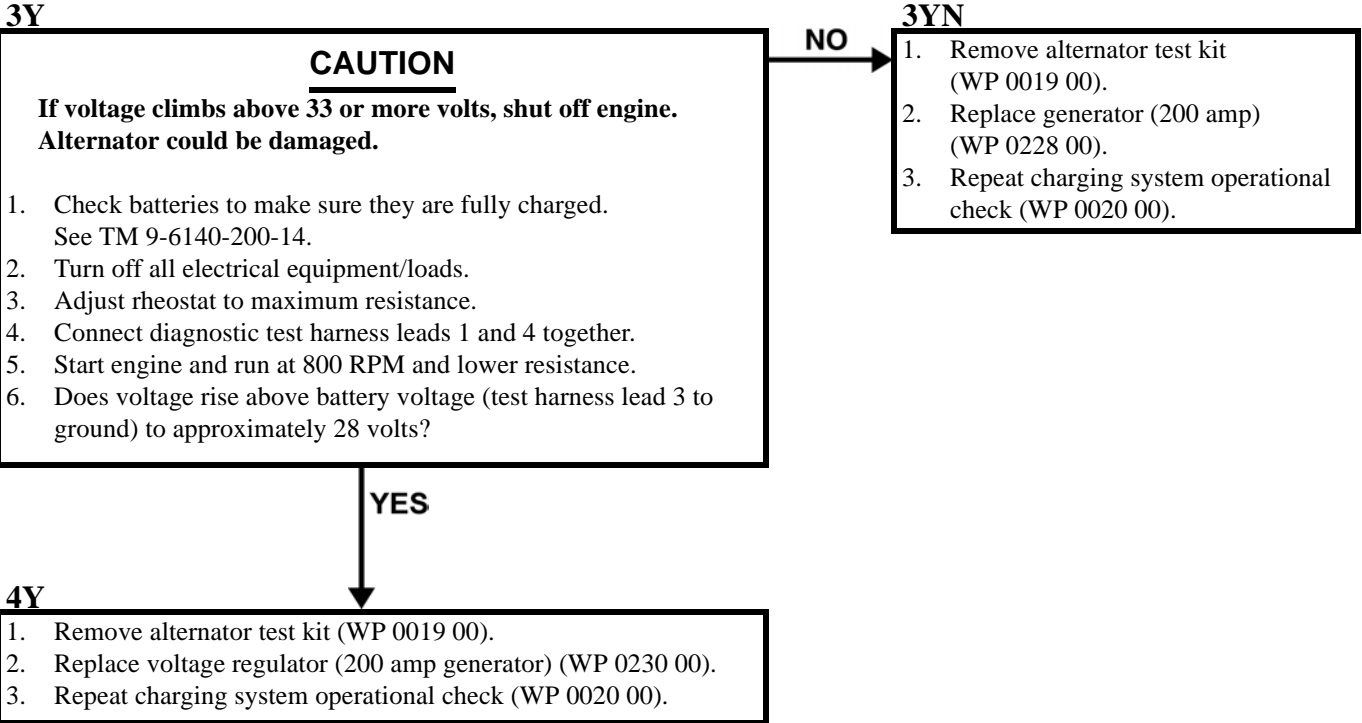 3Y
CAUTION
If voltage climbs above 33 or more volts, shut off engine.
Alternator could be damaged.
1. Check batteries to make sure they are fully charged.
See TM 9-6140-200-14.
2. Turn off all electrical equipment/loads.
3. Adjust rheostat to maximum resistance.
4. Connect diagnostic test harness leads 1 and 4 together.
5. Start engine and run at 800 RPM and lower resistance.
6. Does voltage rise above battery voltage (test harness lead 3 to
ground) to approximately 28 volts?
NO
3YN
1. Remove alternator test kit
(WP 0019 00).
2. Replace generator (200 amp)
(WP 0228 00).
3. Repeat charging system operational
check (WP 0020 00).
YES
4Y
1. Remove alternator test kit (WP 0019 00).
2. Replace voltage regulator (200 amp generator) (WP 0230 00).
3. Repeat charging system operational check (WP 0020 00).